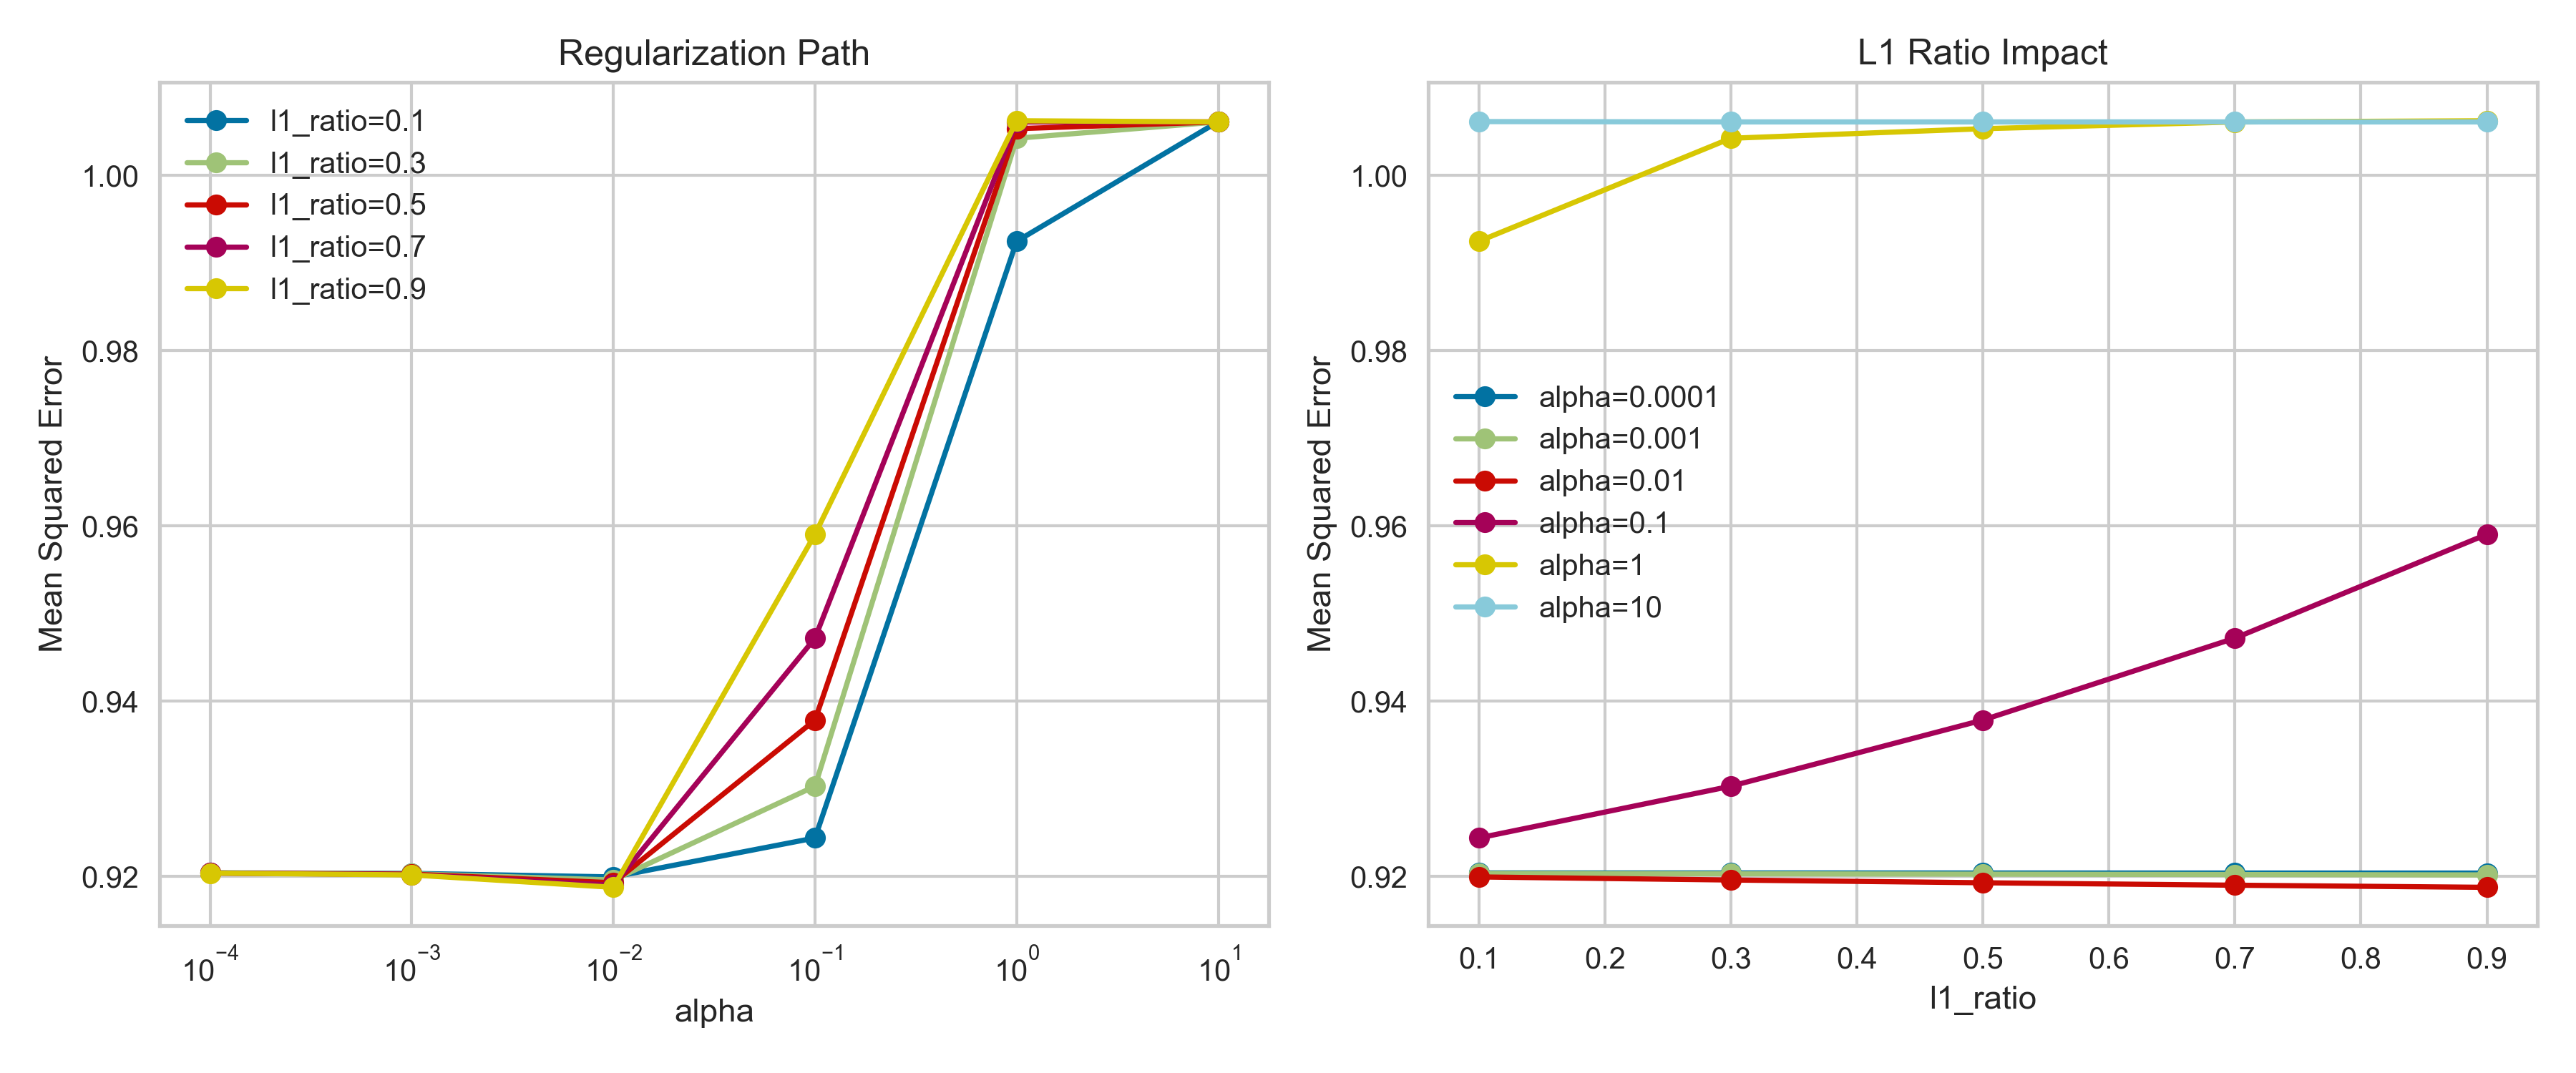 Regularization Path
l1_ratio=0.1
l1_ratio=0.3
l1_ratio=0.5
l1_ratio=0.7
l1_ratio=0.9
1.00
0.98
0.96
0.94
0.92
Mean Squared Error
10⁻⁴ 10⁻³ 10⁻² 10⁻¹ 10⁰ 10¹
alpha
L1 Ratio Impact
1.00
0.98
0.96
0.94
0.92
Mean Squared Error
alpha=0.0001
alpha=0.001
alpha=0.01
alpha=0.1
alpha=1
alpha=10
0.1 0.2 0.3 0.4 0.5 0.6 0.7 0.8 0.9
l1_ratio